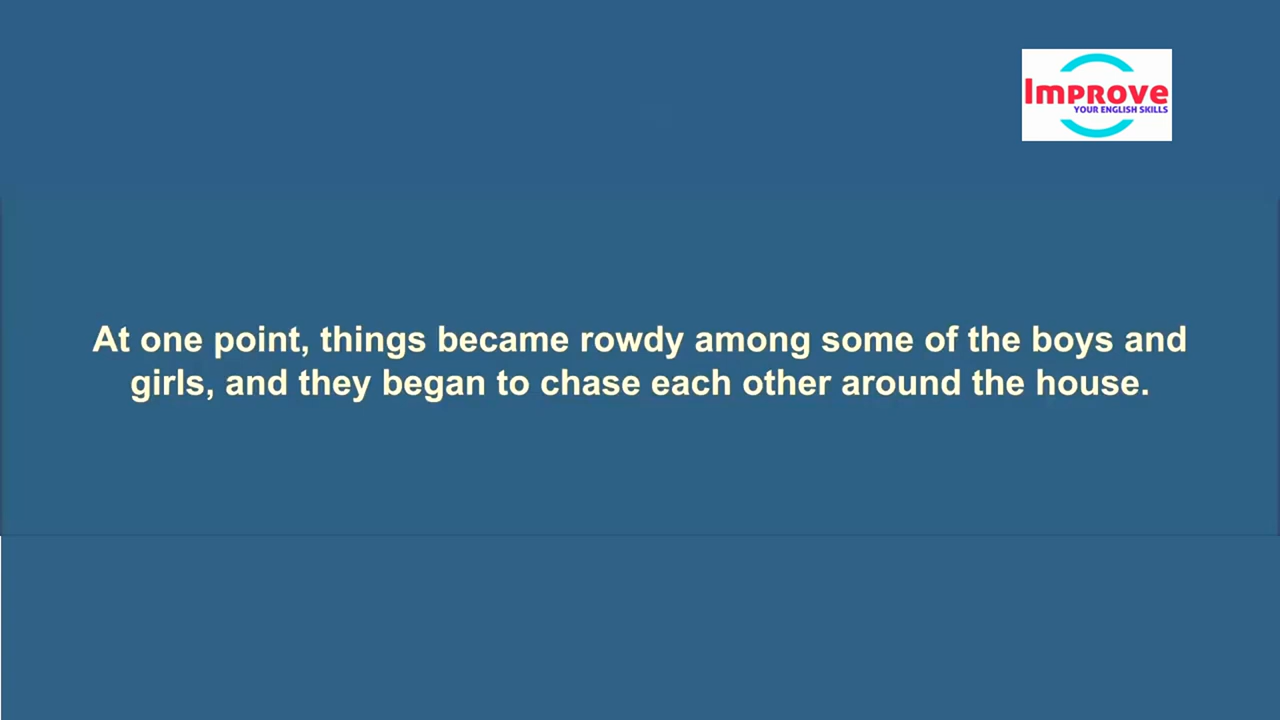 Improve
YOUR ENGLISH SKILLS
At one point, things became rowdy among some of the boys and
girls, and they began to chase each other around the house.